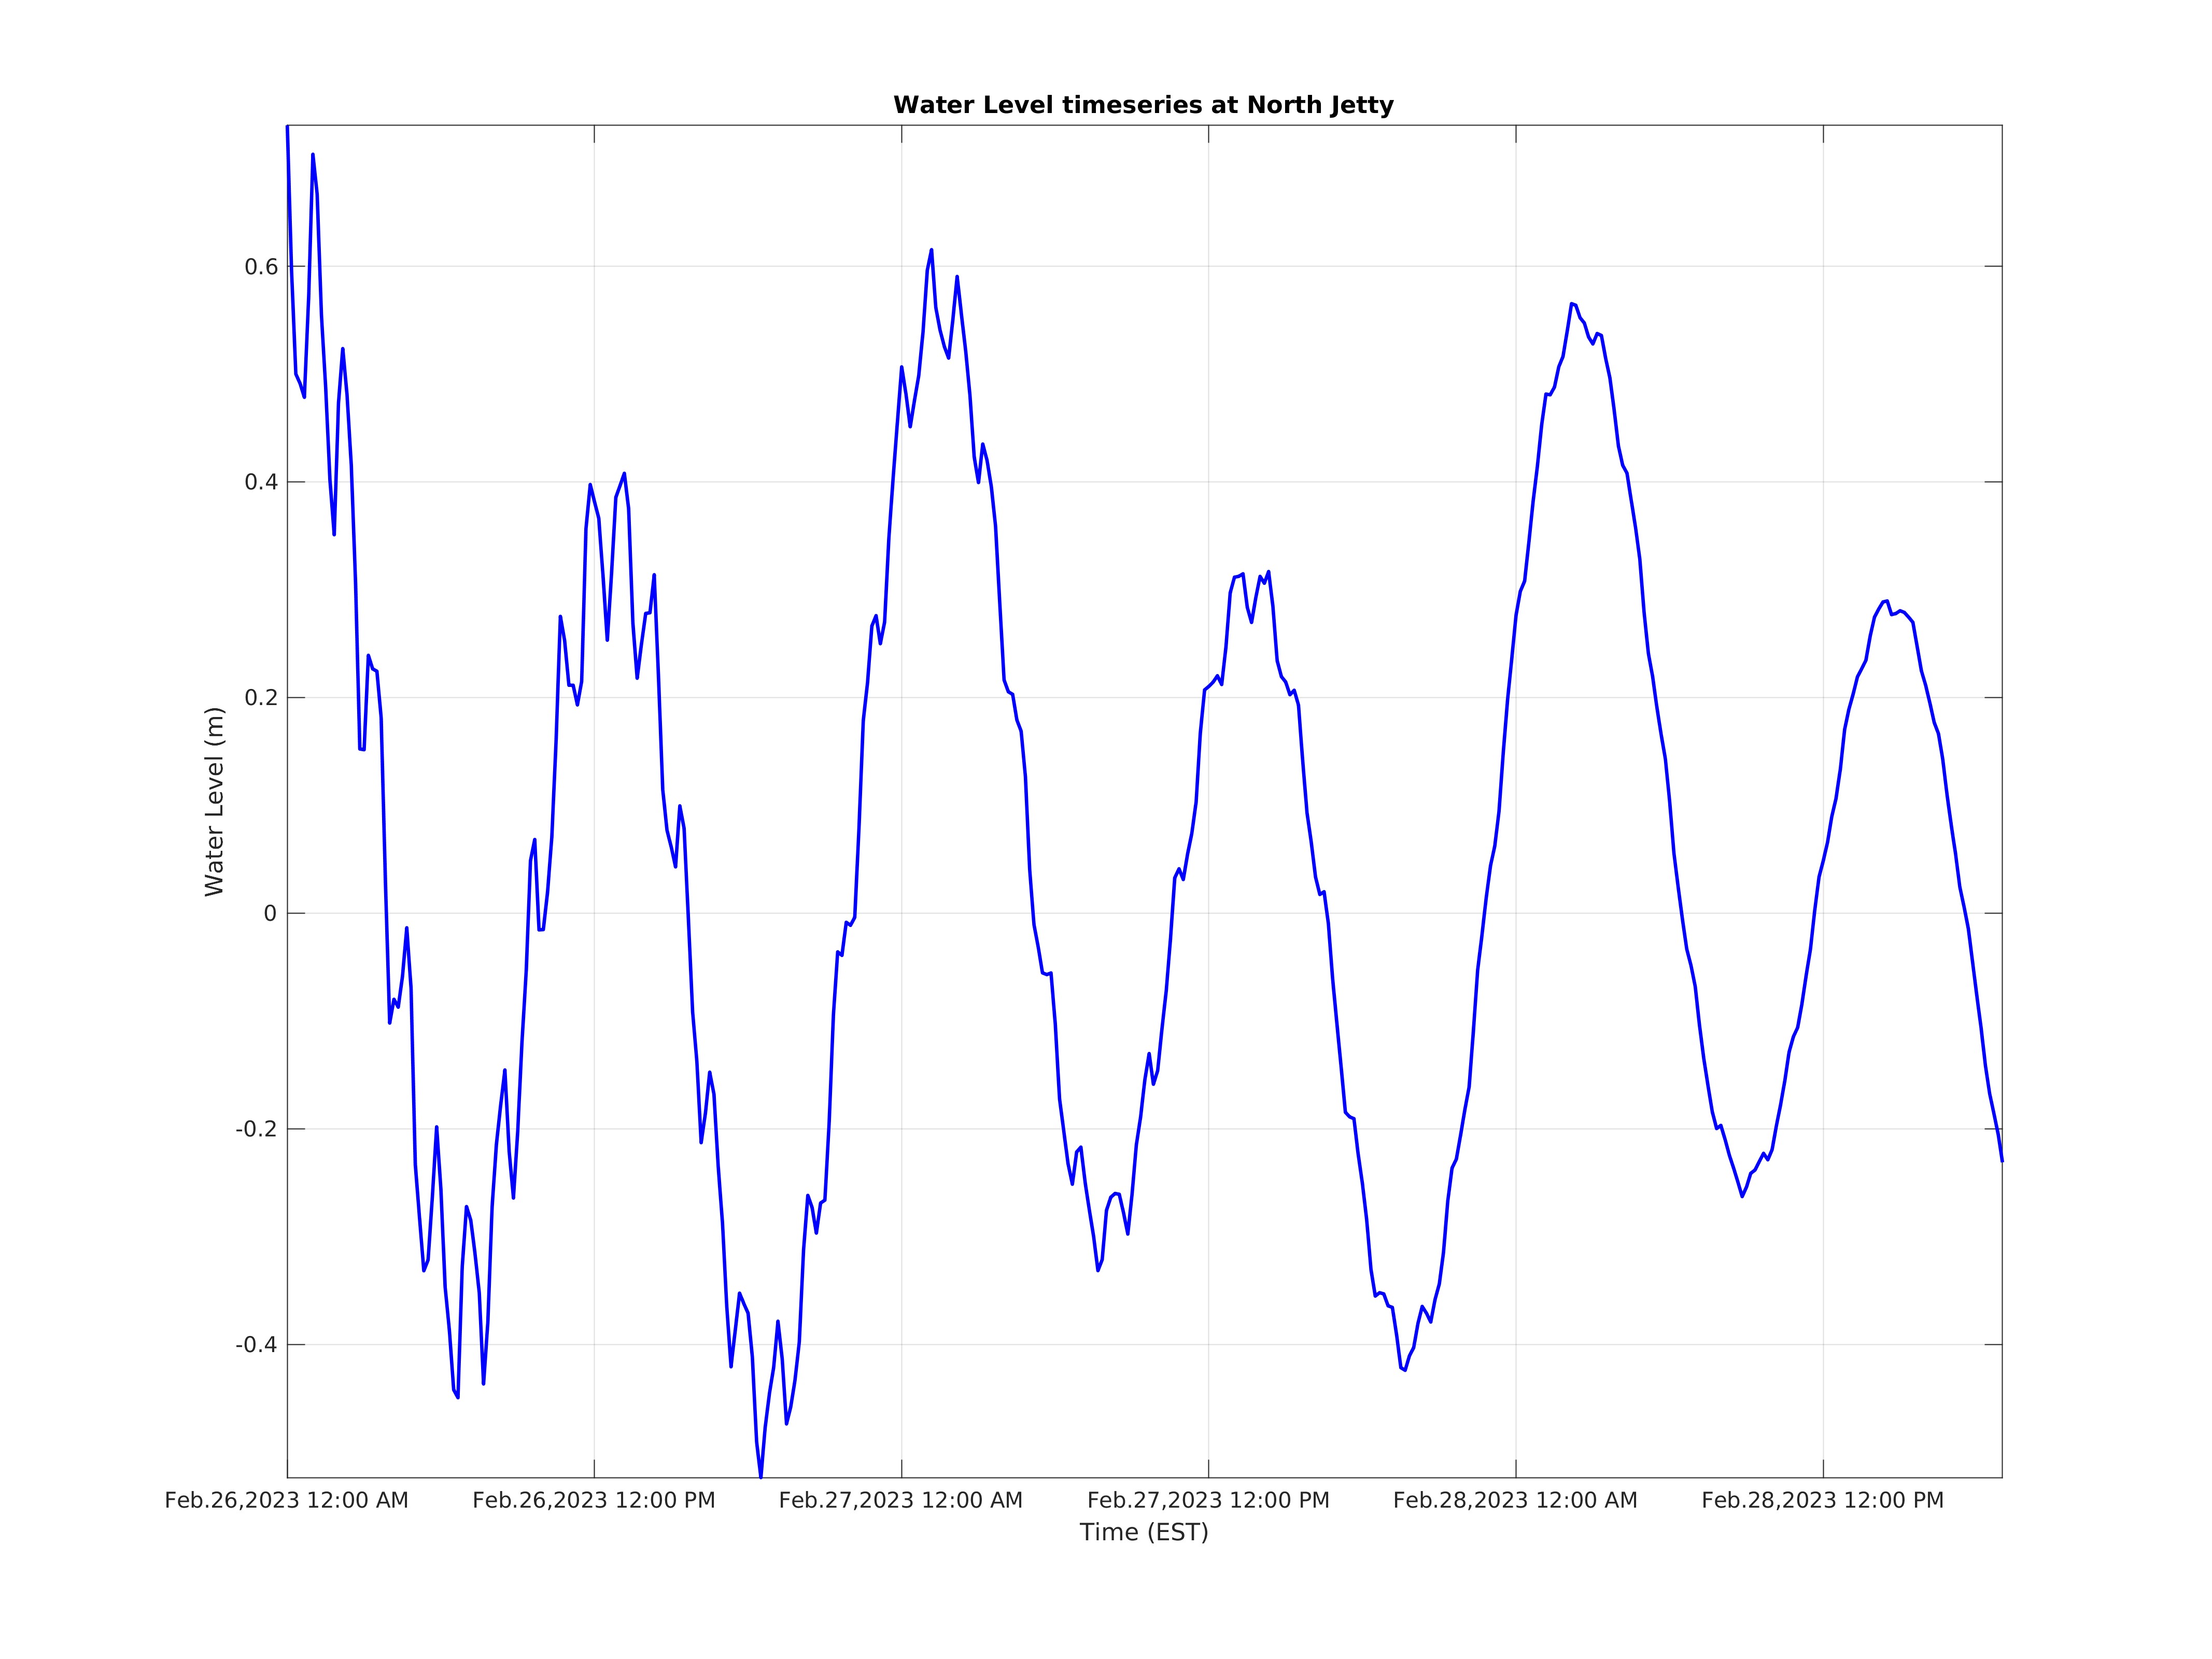 Water Level timeseries at North Jetty
0.6
0.4
0.2
0
-0.2
-0.4
Water Level (m)
Feb.26,2023 12:00 AM
Feb.26,2023 12:00 PM
Feb.27,2023 12:00 AM
Feb.27,2023 12:00 PM
Feb.28,2023 12:00 AM
Feb.28,2023 12:00 PM
Time (EST)